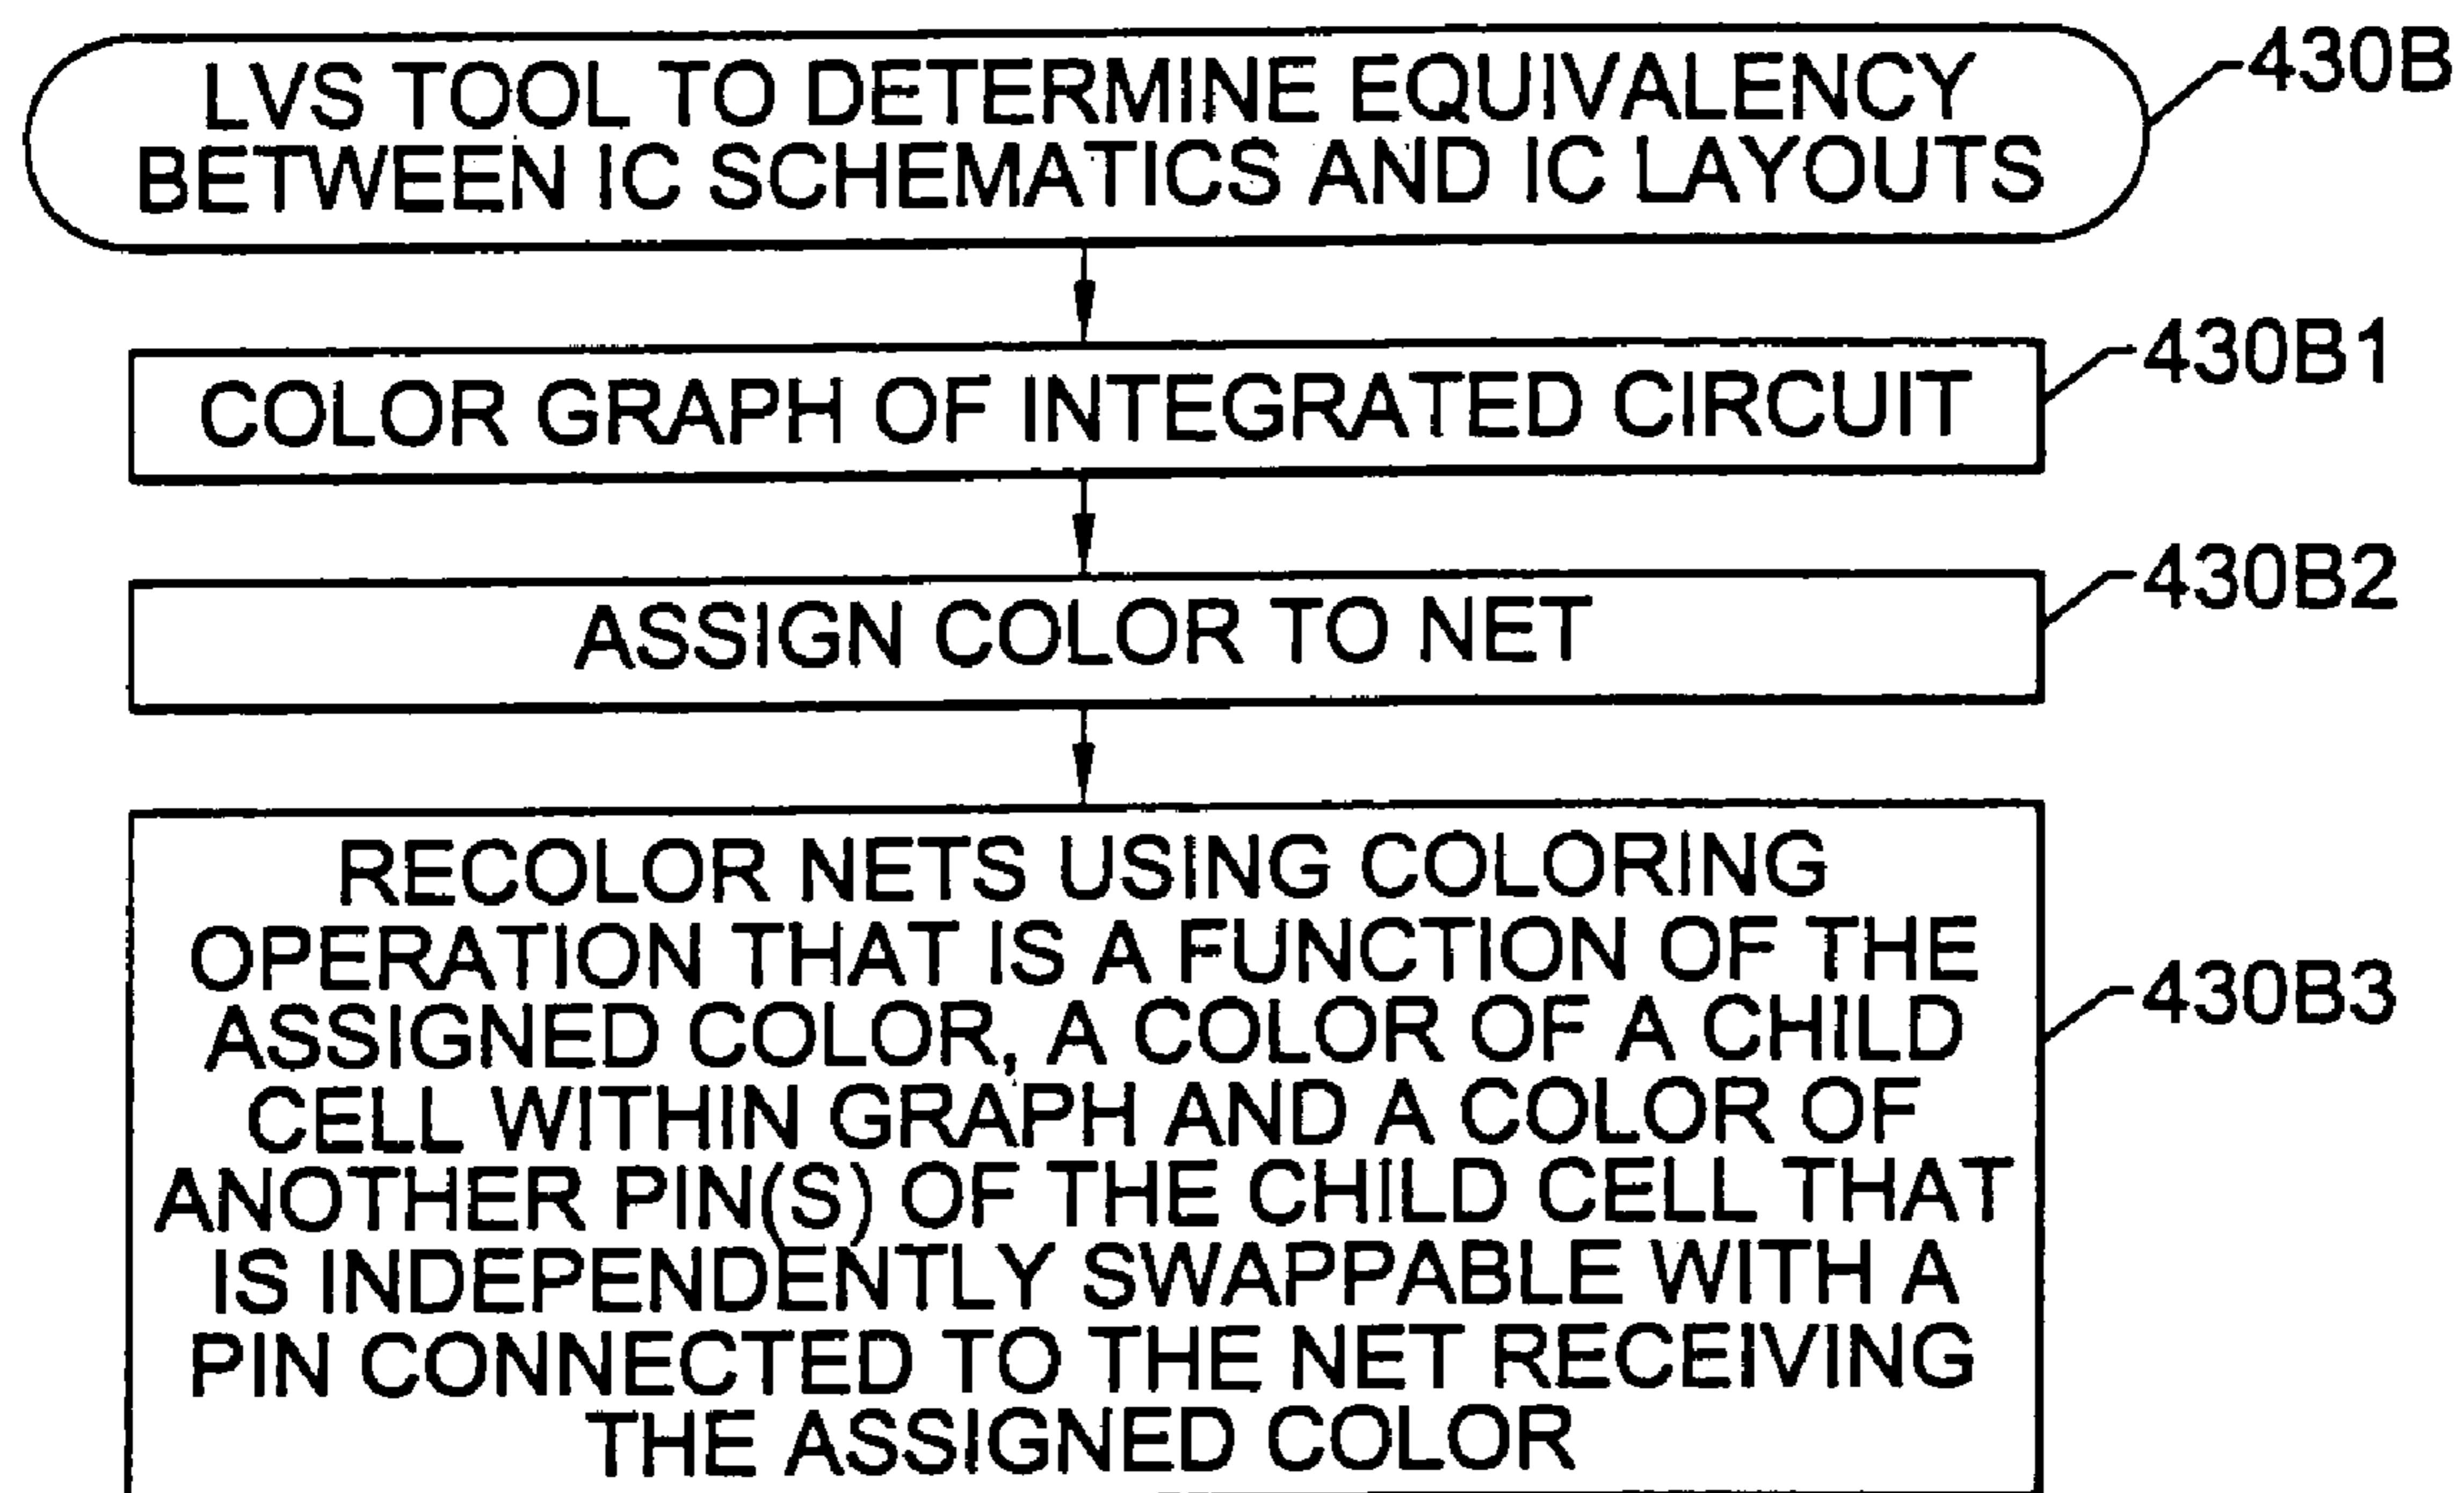 LVS TOOL TO DETERMINE EQUIVALENCY
BETWEEN IC SCHEMATICS AND IC LAYOUTS
430B
COLOR GRAPH OF INTEGRATED CIRCUIT
430B1
ASSIGN COLOR TO NET
430B2
RECOLOR NETS USING COLORING
OPERATION THAT IS A FUNCTION OF THE
ASSIGNED COLOR, A COLOR OF A CHILD
CELL WITHIN GRAPH AND A COLOR OF
ANOTHER PIN(S) OF THE CHILD CELL THAT
IS INDEPENDENTLY SWAPPABLE WITH A
PIN CONNECTED TO THE NET RECEIVING
THE ASSIGNED COLOR
430B3